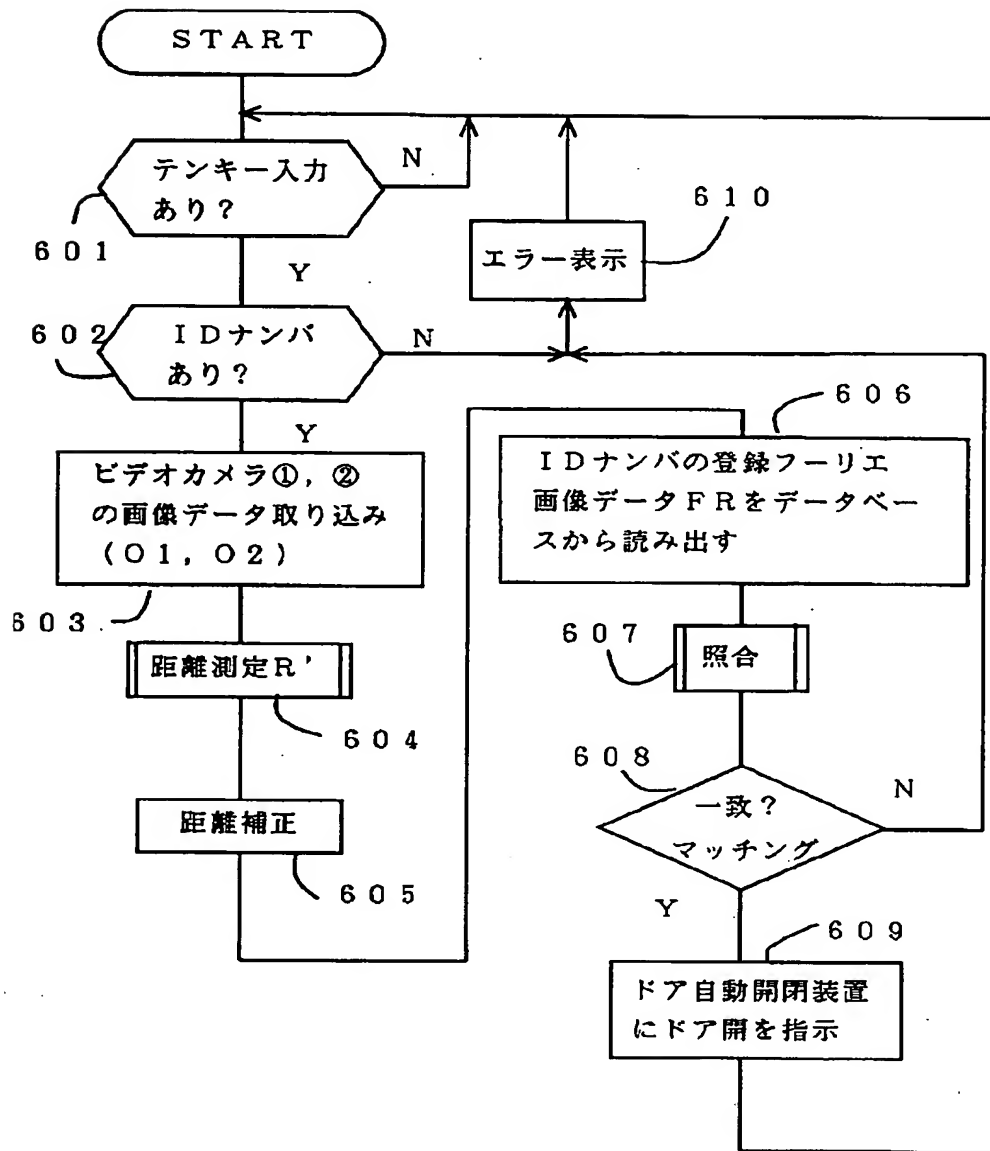 START
テンキー入力
あり?
N
601
Y
610
エラー表示
602
IDナンバ
あり?
N
Y
ビデオカメラ①,②
の画像データ取り込み
(O1,O2)
603
距離測定R'
604
距離補正
605
606
IDナンバの登録フーリエ
画像データFRをデータベー
スから読み出す
607
照合
608
一致?
マッチング
N
Y
609
ドア自動開閉装置
にドア開を指示